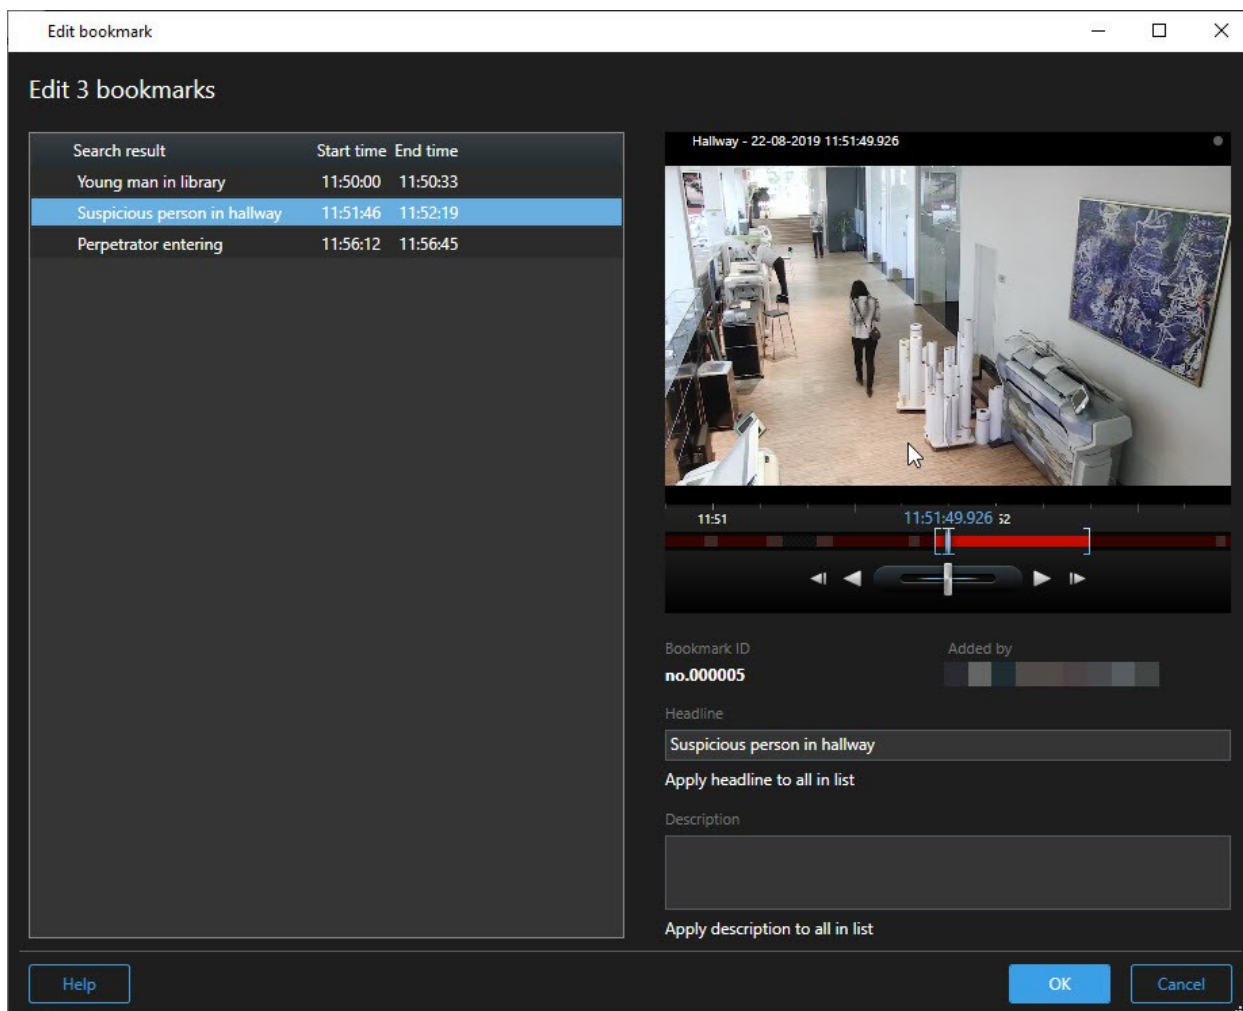 Edit bookmark
Edit 3 bookmarks
Search result Start time End time
Young man in library 11:50:00 11:50:33
Suspicious person in hallway 11:51:46 11:52:19
Perpetrator entering 11:56:12 11:56:45
Hallway - 22-08-2019 11:51:49.926
11:51 11:51:49.926 52
Bookmark ID Added by
no.000005
Headline
Suspicious person in hallway
Apply headline to all in list
Description
Apply description to all in list
Help OK Cancel